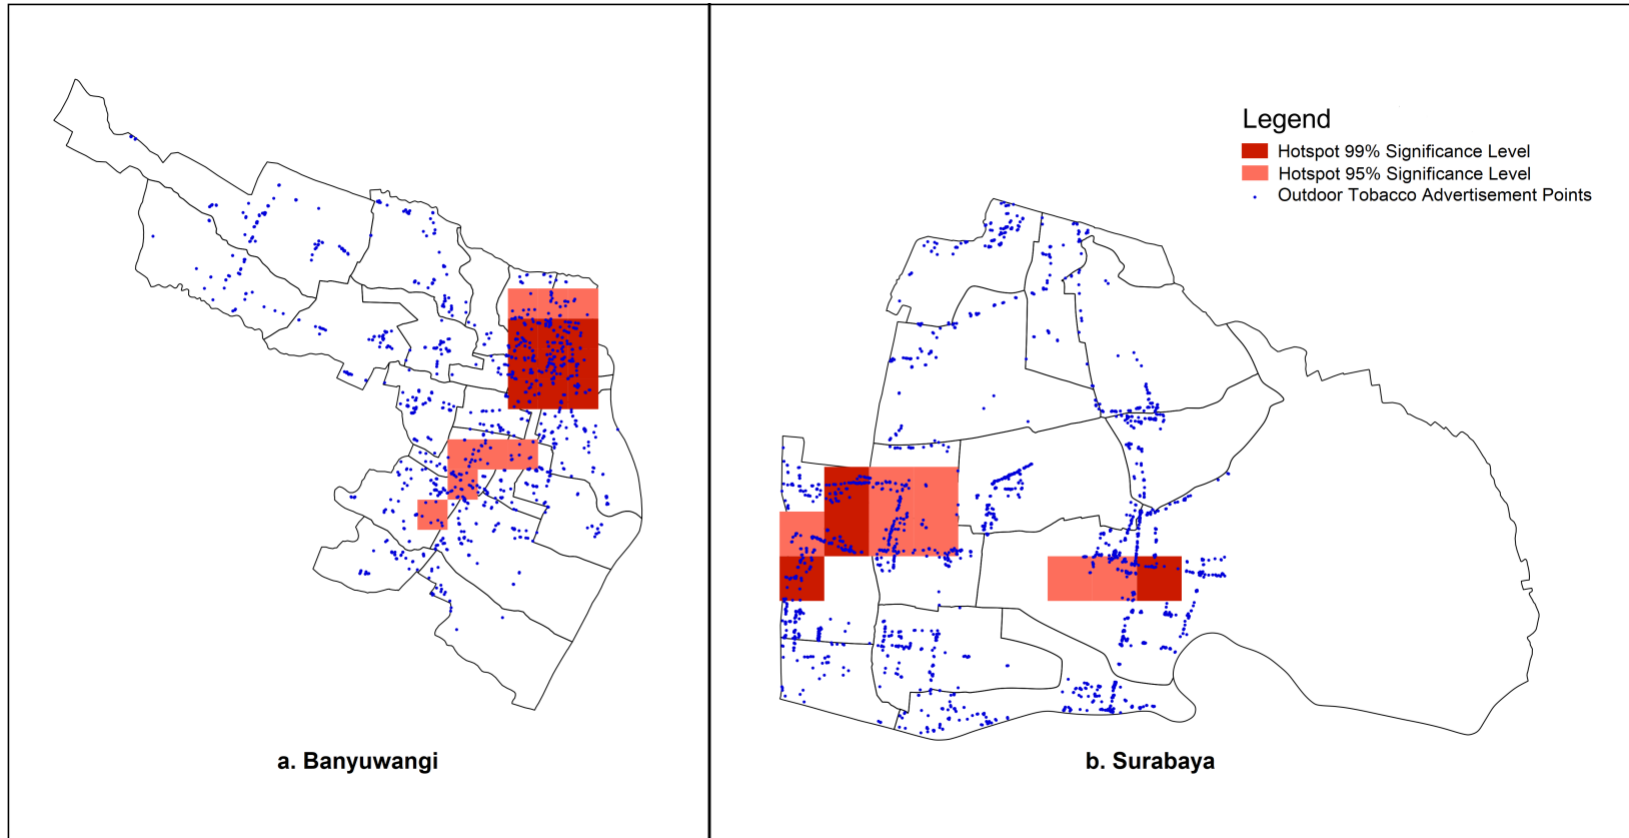 Legend
Hotspot 99% Significance Level
Hotspot 95% Significance Level
Outdoor Tobacco Advertisement Points
a. Banyuwangi
b. Surabaya